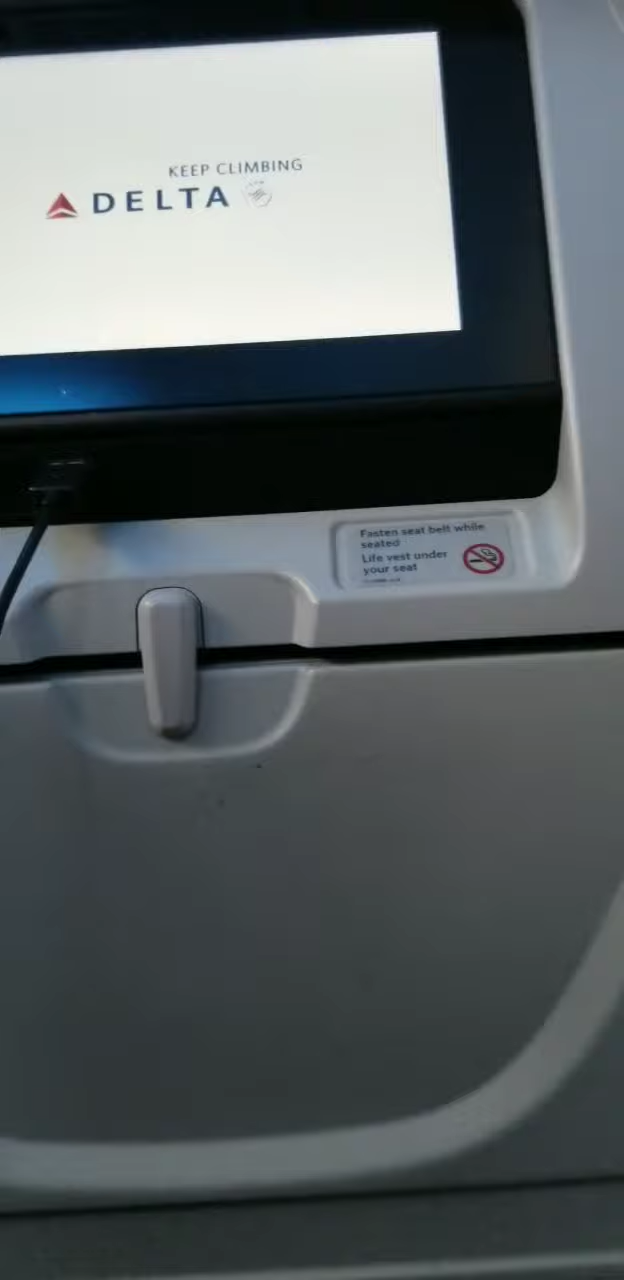 KEEP CLIMBING
DELTA
Fasten seat belt while
seated
Life vest under
your seat